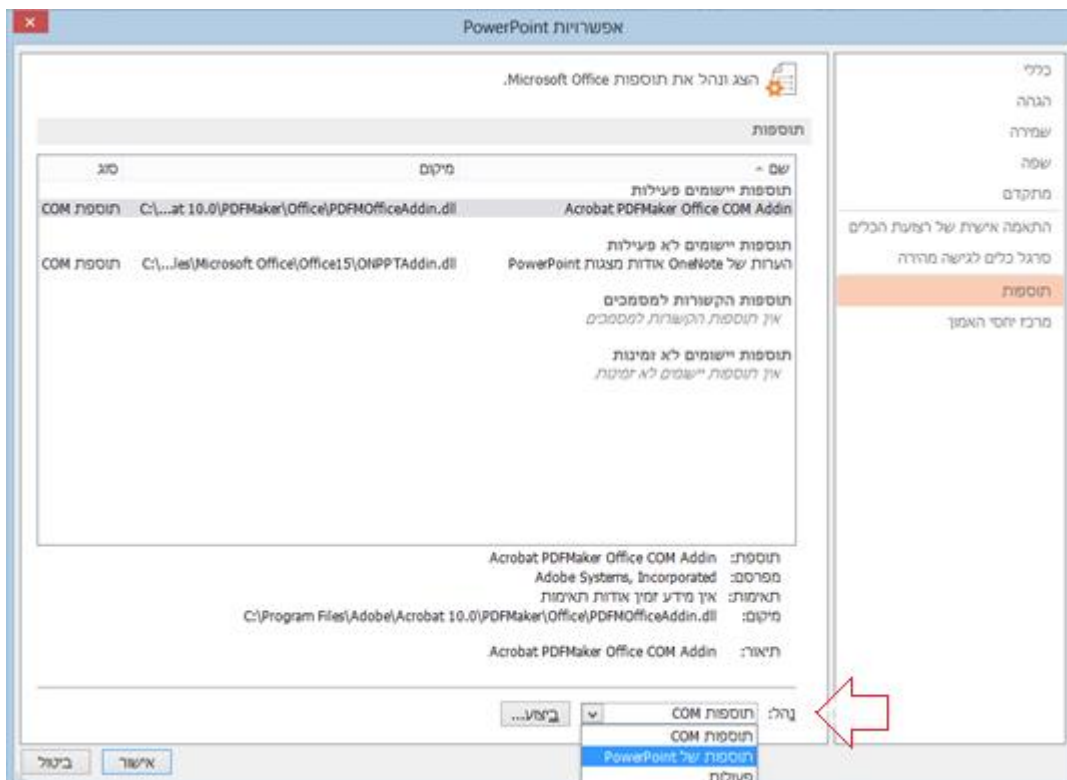 אפשרויות PowerPoint
כללי
הגהה
שמירה
שפה
מתקדם
התאמה אישית של רצועת הכלים
סרגל כלים לגישה מהירה
תוספות
מרכז יחסי האמון
הצג ונהל את תוספות Microsoft Office.
תוספות
שם מיקום סוג
תוספות יישומים פעילות
Acrobat PDFMaker Office COM Addin C:\...at 10.0\PDFMaker\Office\PDFMOfficeAddin.dll תוספת COM
תוספות יישומים לא פעילות
הערות של OneNote אודות מצגות PowerPoint C:\...les\Microsoft Office\Office15\ONPPTAddin.dll תוספת COM
תוספות הקשורות למסמכים
אין תוספות הקשורות למסמכים
תוספות יישומים לא זמינות
אין תוספות יישומים לא זמינות
תוספת: Acrobat PDFMaker Office COM Addin
מפרסם: Adobe Systems, Incorporated
תאימות: אין מידע זמין אודות תאימות
מיקום: C:\Program Files\Adobe\Acrobat 10.0\PDFMaker\Office\PDFMOfficeAddin.dll
תיאור: Acrobat PDFMaker Office COM Addin
נהל: תוספות COM ביצוע...
תוספות COM
תוספות של PowerPoint
פעולות
אישור ביטול